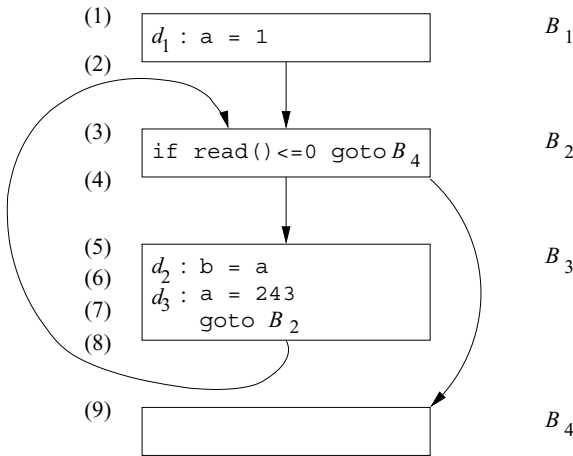 (1)
d1 : a = 1 B1
(2)
(3)
if read()<=0 goto B4 B2
(4)
(5)
d2 : b = a B3
(6)
d3 : a = 243
(7)
goto B2
(8)
(9)
B4